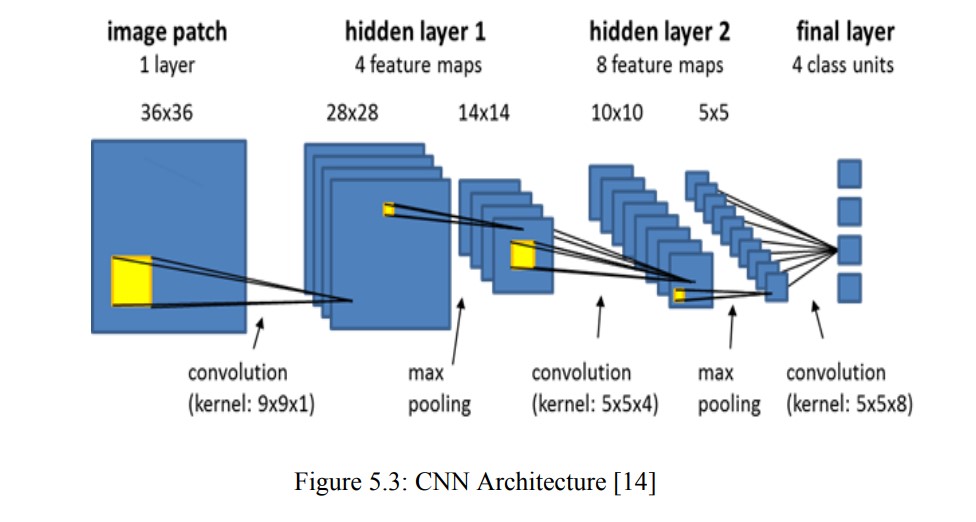 image patch
1 layer
36x36
hidden layer 1
4 feature maps
28x28
14x14
hidden layer 2
8 feature maps
10x10
5x5
final layer
4 class units
convolution
(kernel: 9x9x1)
max
pooling
convolution
(kernel: 5x5x4)
max
pooling
convolution
(kernel: 5x5x8)
Figure 5.3: CNN Architecture [14]